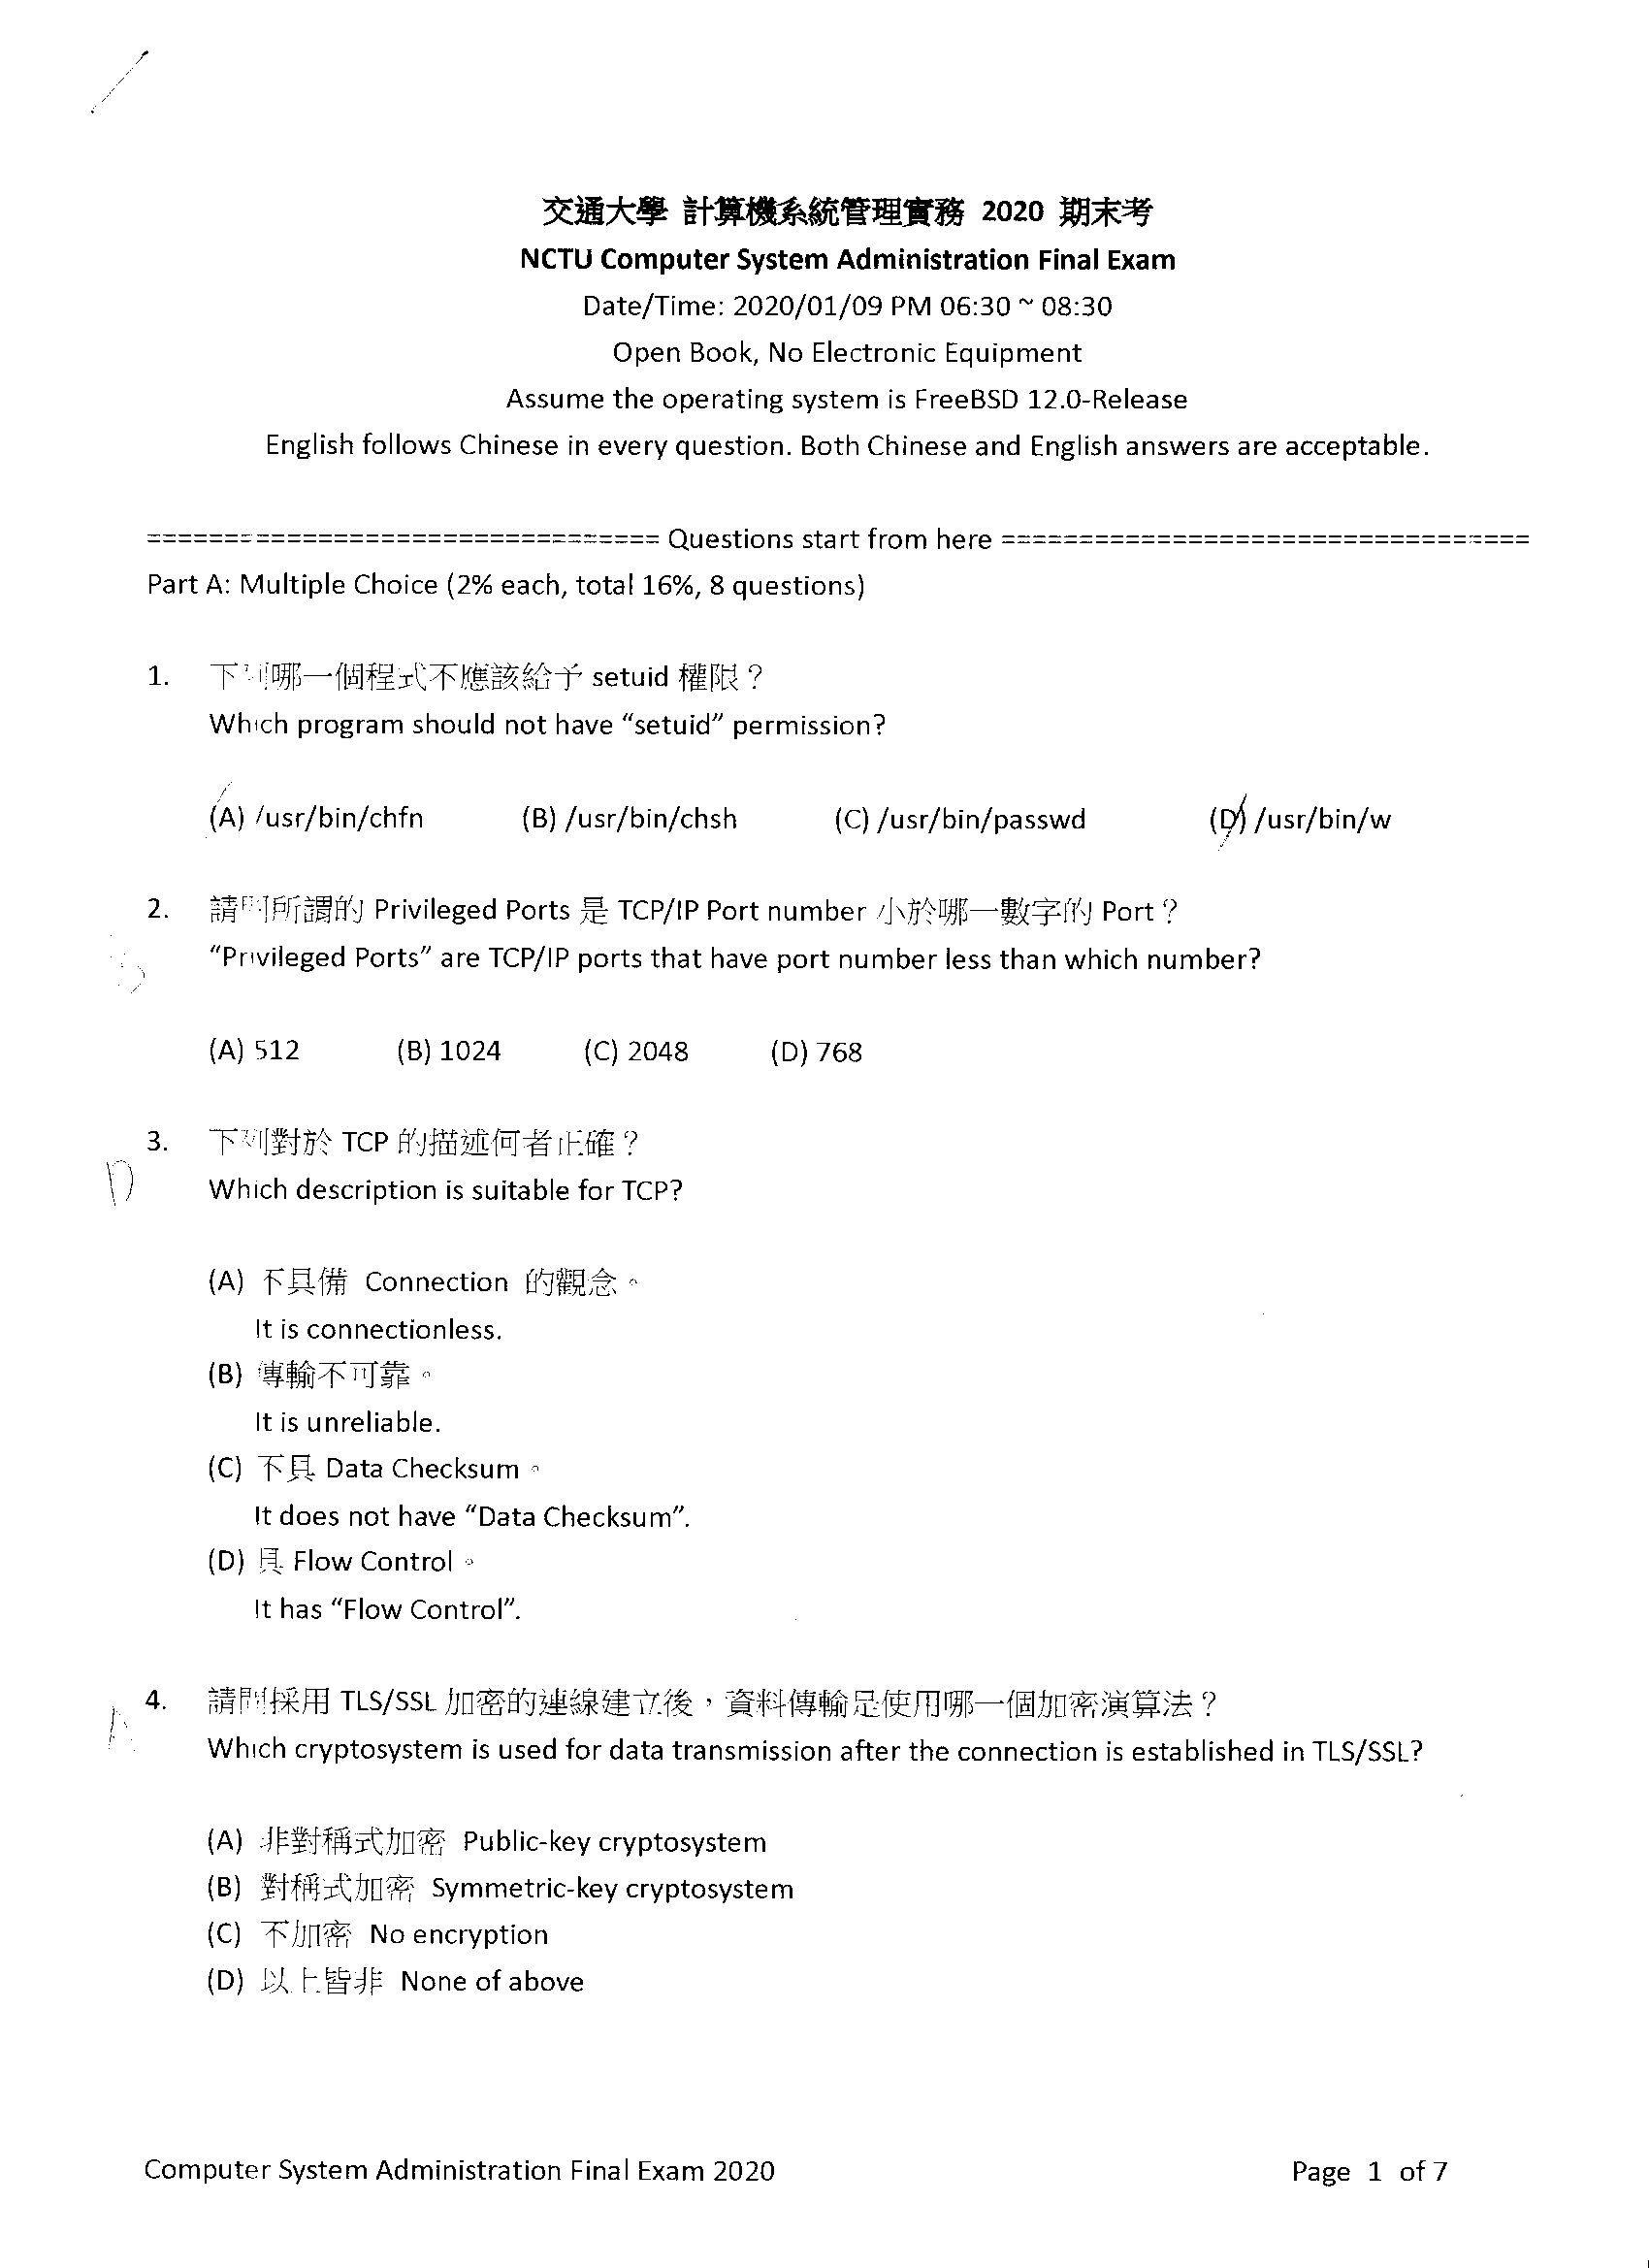 交通大學 計算機系統管理實務 2020 期末考
NCTU Computer System Administration Final Exam
Date/Time: 2020/01/09 PM 06:30 ~ 08:30
Open Book, No Electronic Equipment
Assume the operating system is FreeBSD 12.0-Release
English follows Chinese in every question. Both Chinese and English answers are acceptable.
================================= Questions start from here ==================================
Part A: Multiple Choice (2% each, total 16%, 8 questions)
1. 下列哪一個程式不應該給予 setuid 權限？
Which program should not have “setuid” permission?
(A) /usr/bin/chfn (B) /usr/bin/chsh (C) /usr/bin/passwd (D) /usr/bin/w
2. 請問所謂的 Privileged Ports 是 TCP/IP Port number 小於哪一數字的 Port？
“Privileged Ports” are TCP/IP ports that have port number less than which number?
(A) 512 (B) 1024 (C) 2048 (D) 768
3. 下列對於 TCP 的描述何者正確？
D
Which description is suitable for TCP?
(A) 不具備 Connection 的觀念。
It is connectionless.
(B) 傳輸不可靠。
It is unreliable.
(C) 不具 Data Checksum。
It does not have “Data Checksum”.
(D) 具 Flow Control。
It has “Flow Control”.
4. 請問採用 TLS/SSL 加密的連線建立後，資料傳輸是使用哪一個加密演算法？
Which cryptosystem is used for data transmission after the connection is established in TLS/SSL?
(A) 非對稱式加密 Public-key cryptosystem
(B) 對稱式加密 Symmetric-key cryptosystem
(C) 不加密 No encryption
(D) 以上皆非 None of above
Computer System Administration Final Exam 2020 Page 1 of 7